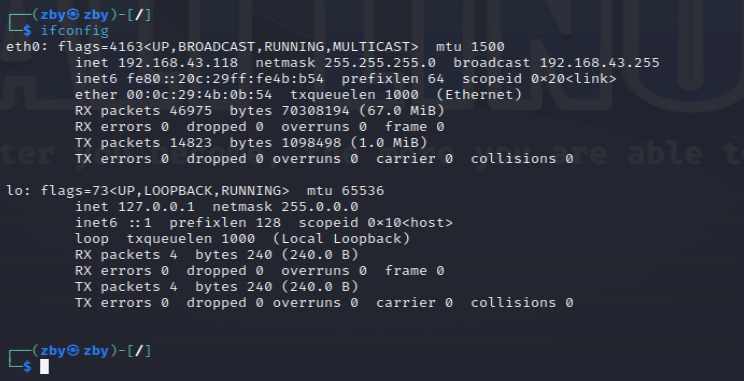 ┌──(zby㉿zby)-[/]
└─$ ifconfig
eth0: flags=4163<UP,BROADCAST,RUNNING,MULTICAST>  mtu 1500
        inet 192.168.43.118  netmask 255.255.255.0  broadcast 192.168.43.255
        inet6 fe80::20c:29ff:fe4b:b54  prefixlen 64  scopeid 0×20<link>
        ether 00:0c:29:4b:0b:54  txqueuelen 1000  (Ethernet)
        RX packets 46975  bytes 70308194 (67.0 MiB)
        RX errors 0  dropped 0  overruns 0  frame 0
        TX packets 14823  bytes 1098498 (1.0 MiB)
        TX errors 0  dropped 0 overruns 0  carrier 0  collisions 0
lo: flags=73<UP,LOOPBACK,RUNNING>  mtu 65536
        inet 127.0.0.1  netmask 255.0.0.0
        inet6 ::1  prefixlen 128  scopeid 0×10<host>
        loop  txqueuelen 1000  (Local Loopback)
        RX packets 4  bytes 240 (240.0 B)
        RX errors 0  dropped 0  overruns 0  frame 0
        TX packets 4  bytes 240 (240.0 B)
        TX errors 0  dropped 0 overruns 0  carrier 0  collisions 0
┌──(zby㉿zby)-[/]
└─$